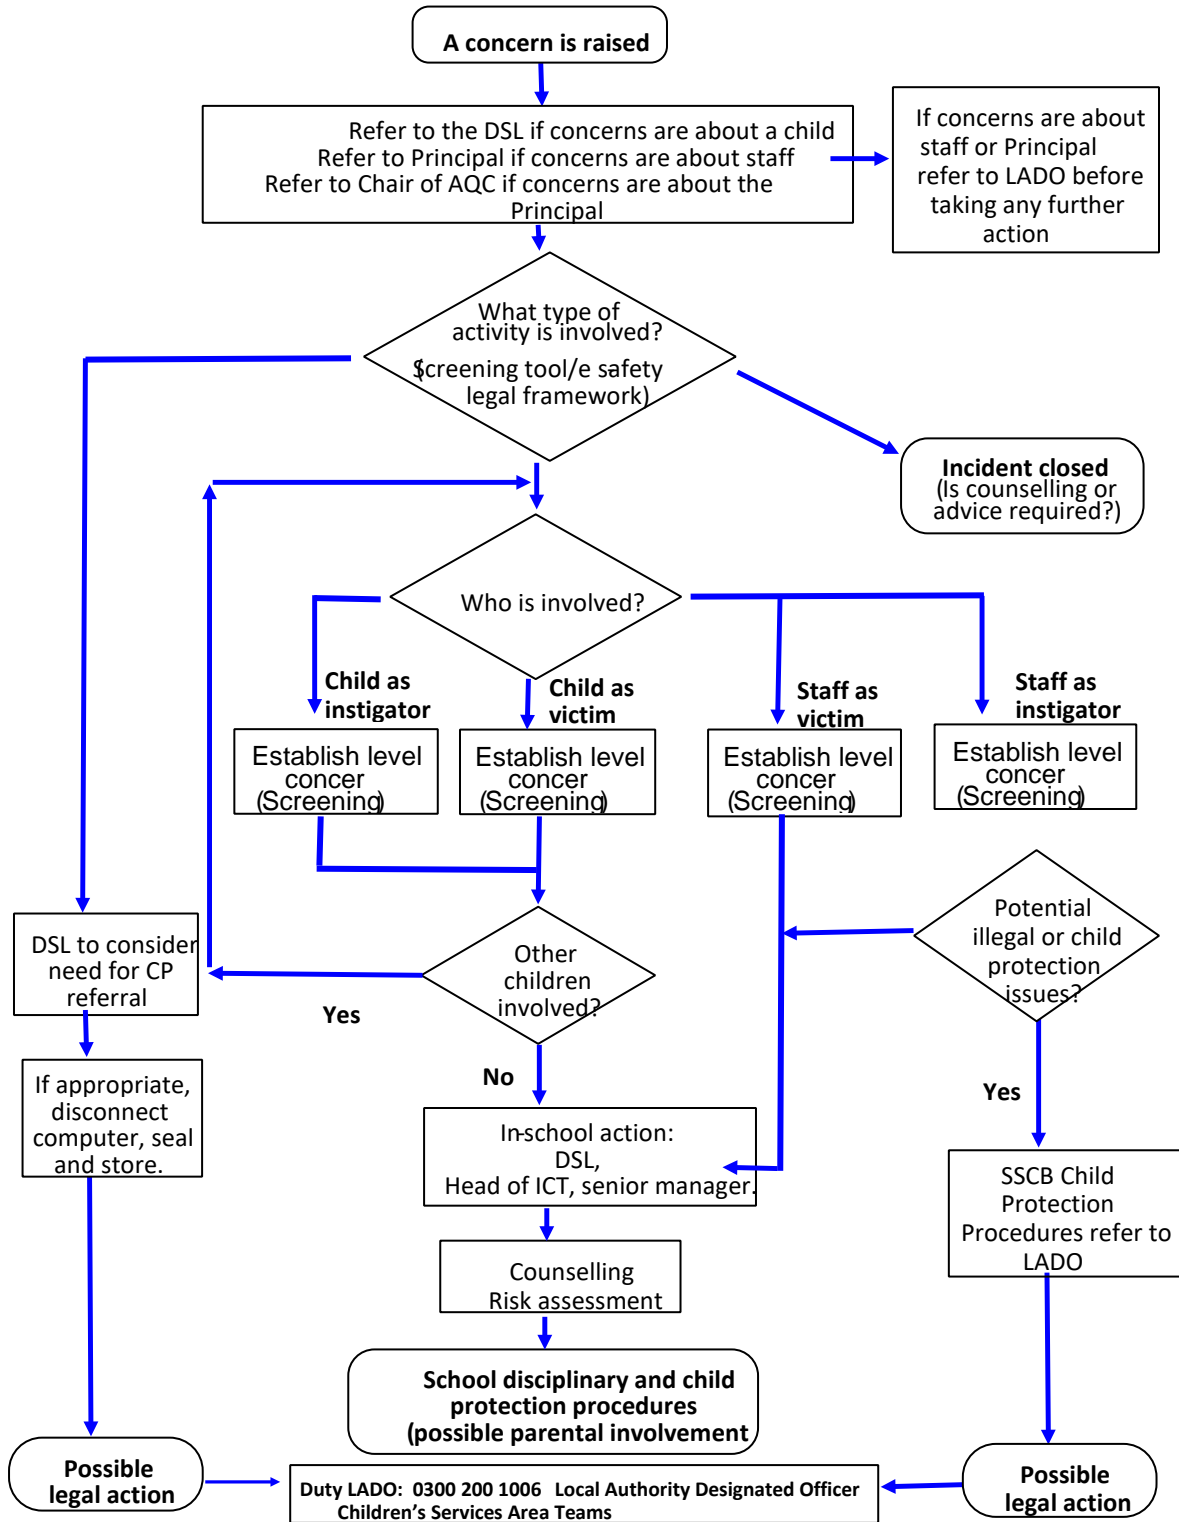 A concern is raised
Refer to the DSL if concerns are about a child
Refer to Principal if concerns are about staff
Refer to Chair of AQC if concerns are about the
Principal
If concerns are about
staff or Principal
refer to LADO before
taking any further
action
What type of
activity is involved?
(Screening tool/e-safety
legal framework)
Incident closed
(Is counselling or
advice required?)
Who is involved?
Child as
instigator
Child as
victim
Staff as
victim
Staff as
instigator
Establish level
concer
(Screening)
Establish level
concer
(Screening)
Establish level
concer
(Screening)
Establish level
concer
(Screening)
DSL to consider
need for CP
referral
Other
children
involved?
Potential
illegal or child
protection
issues?
Yes
No
Yes
If appropriate,
disconnect
computer, seal
and store.
In-school action:
DSL,
Head of ICT, senior manager.
SSCB Child
Protection
Procedures refer to
LADO
Counselling
Risk assessment
School disciplinary and child
protection procedures
(possible parental involvement
Possible
legal action
Duty LADO: 0300 200 1006 Local Authority Designated Officer
Children's Services Area Teams
Possible
legal action